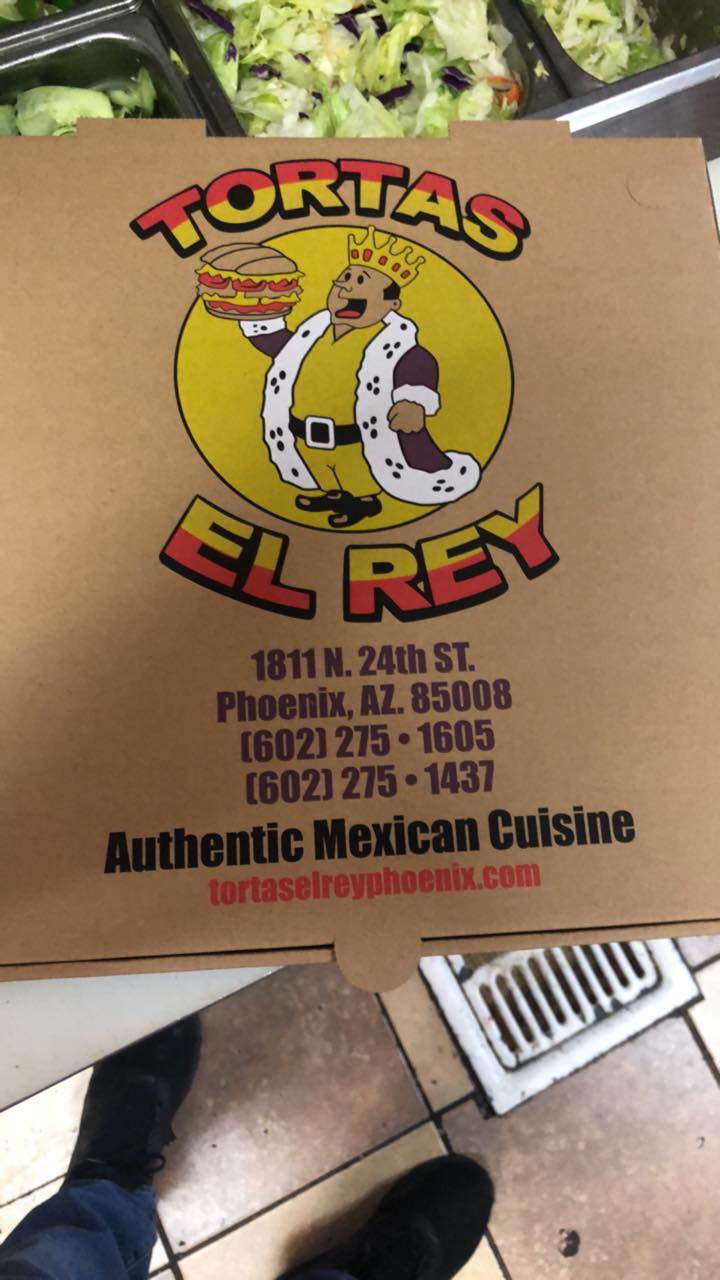 TORTAS
EL REY
1811 N. 24th ST.
Phoenix, AZ. 85008
(602) 275 • 1605
(602) 275 • 1437
Authentic Mexican Cuisine
tortaselreyphoenix.com